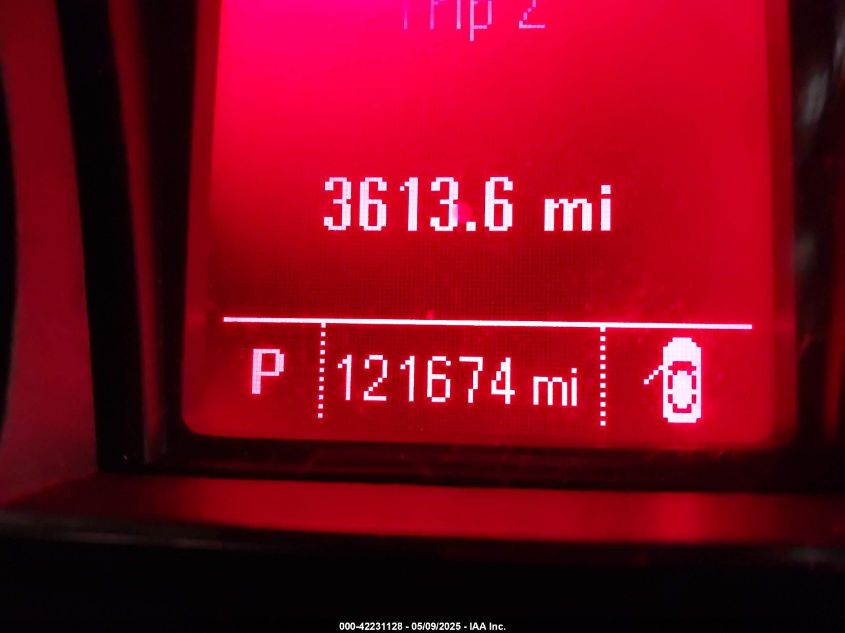 Trip 2
3613.6 mi
P 121674 mi
000-42231128 - 05/09/2025 - IAA Inc.